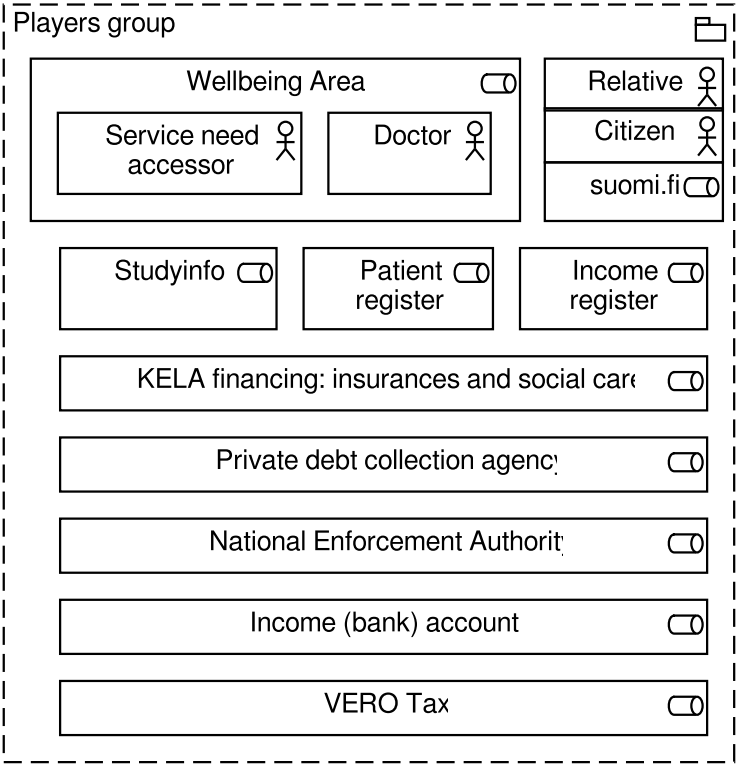 Players group
Wellbeing Area
Service need
accessor
Doctor
Relative
Citizen
suomi.fi
Studyinfo
Patient
register
Income
register
KELA financing: insurances and social care
Private debt collection agency
National Enforcement Authority
Income (bank) account
VERO Tax